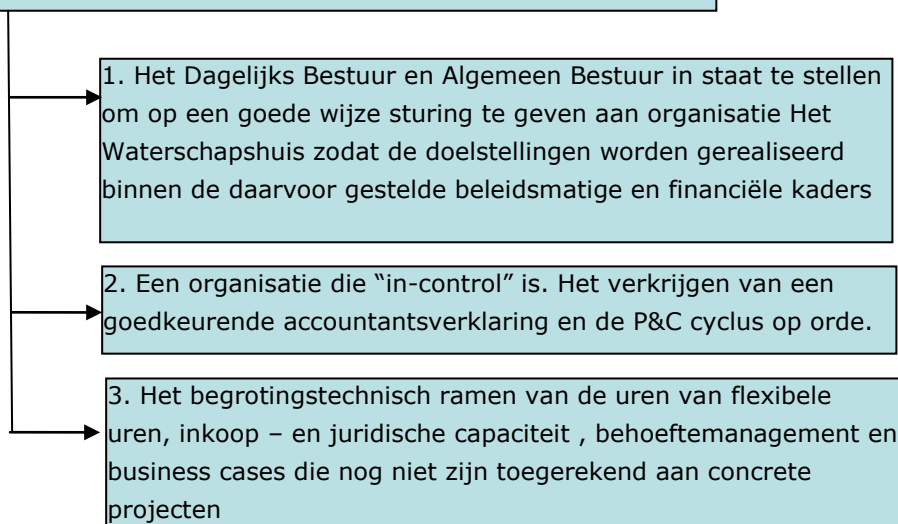 1. Het Dagelijks Bestuur en Algemeen Bestuur in staat te stellen
om op een goede wijze sturing te geven aan organisatie Het
Waterschapshuis zodat de doelstellingen worden gerealiseerd
binnen de daarvoor gestelde beleidsmatige en financiële kaders
2. Een organisatie die “in-control” is. Het verkrijgen van een
goedkeurende accountantsverklaring en de P&C cyclus op orde.
3. Het begrotingstechnisch ramen van de uren van flexibele
uren, inkoop – en juridische capaciteit , behoeftemanagement en
business cases die nog niet zijn toegerekend aan concrete
projecten